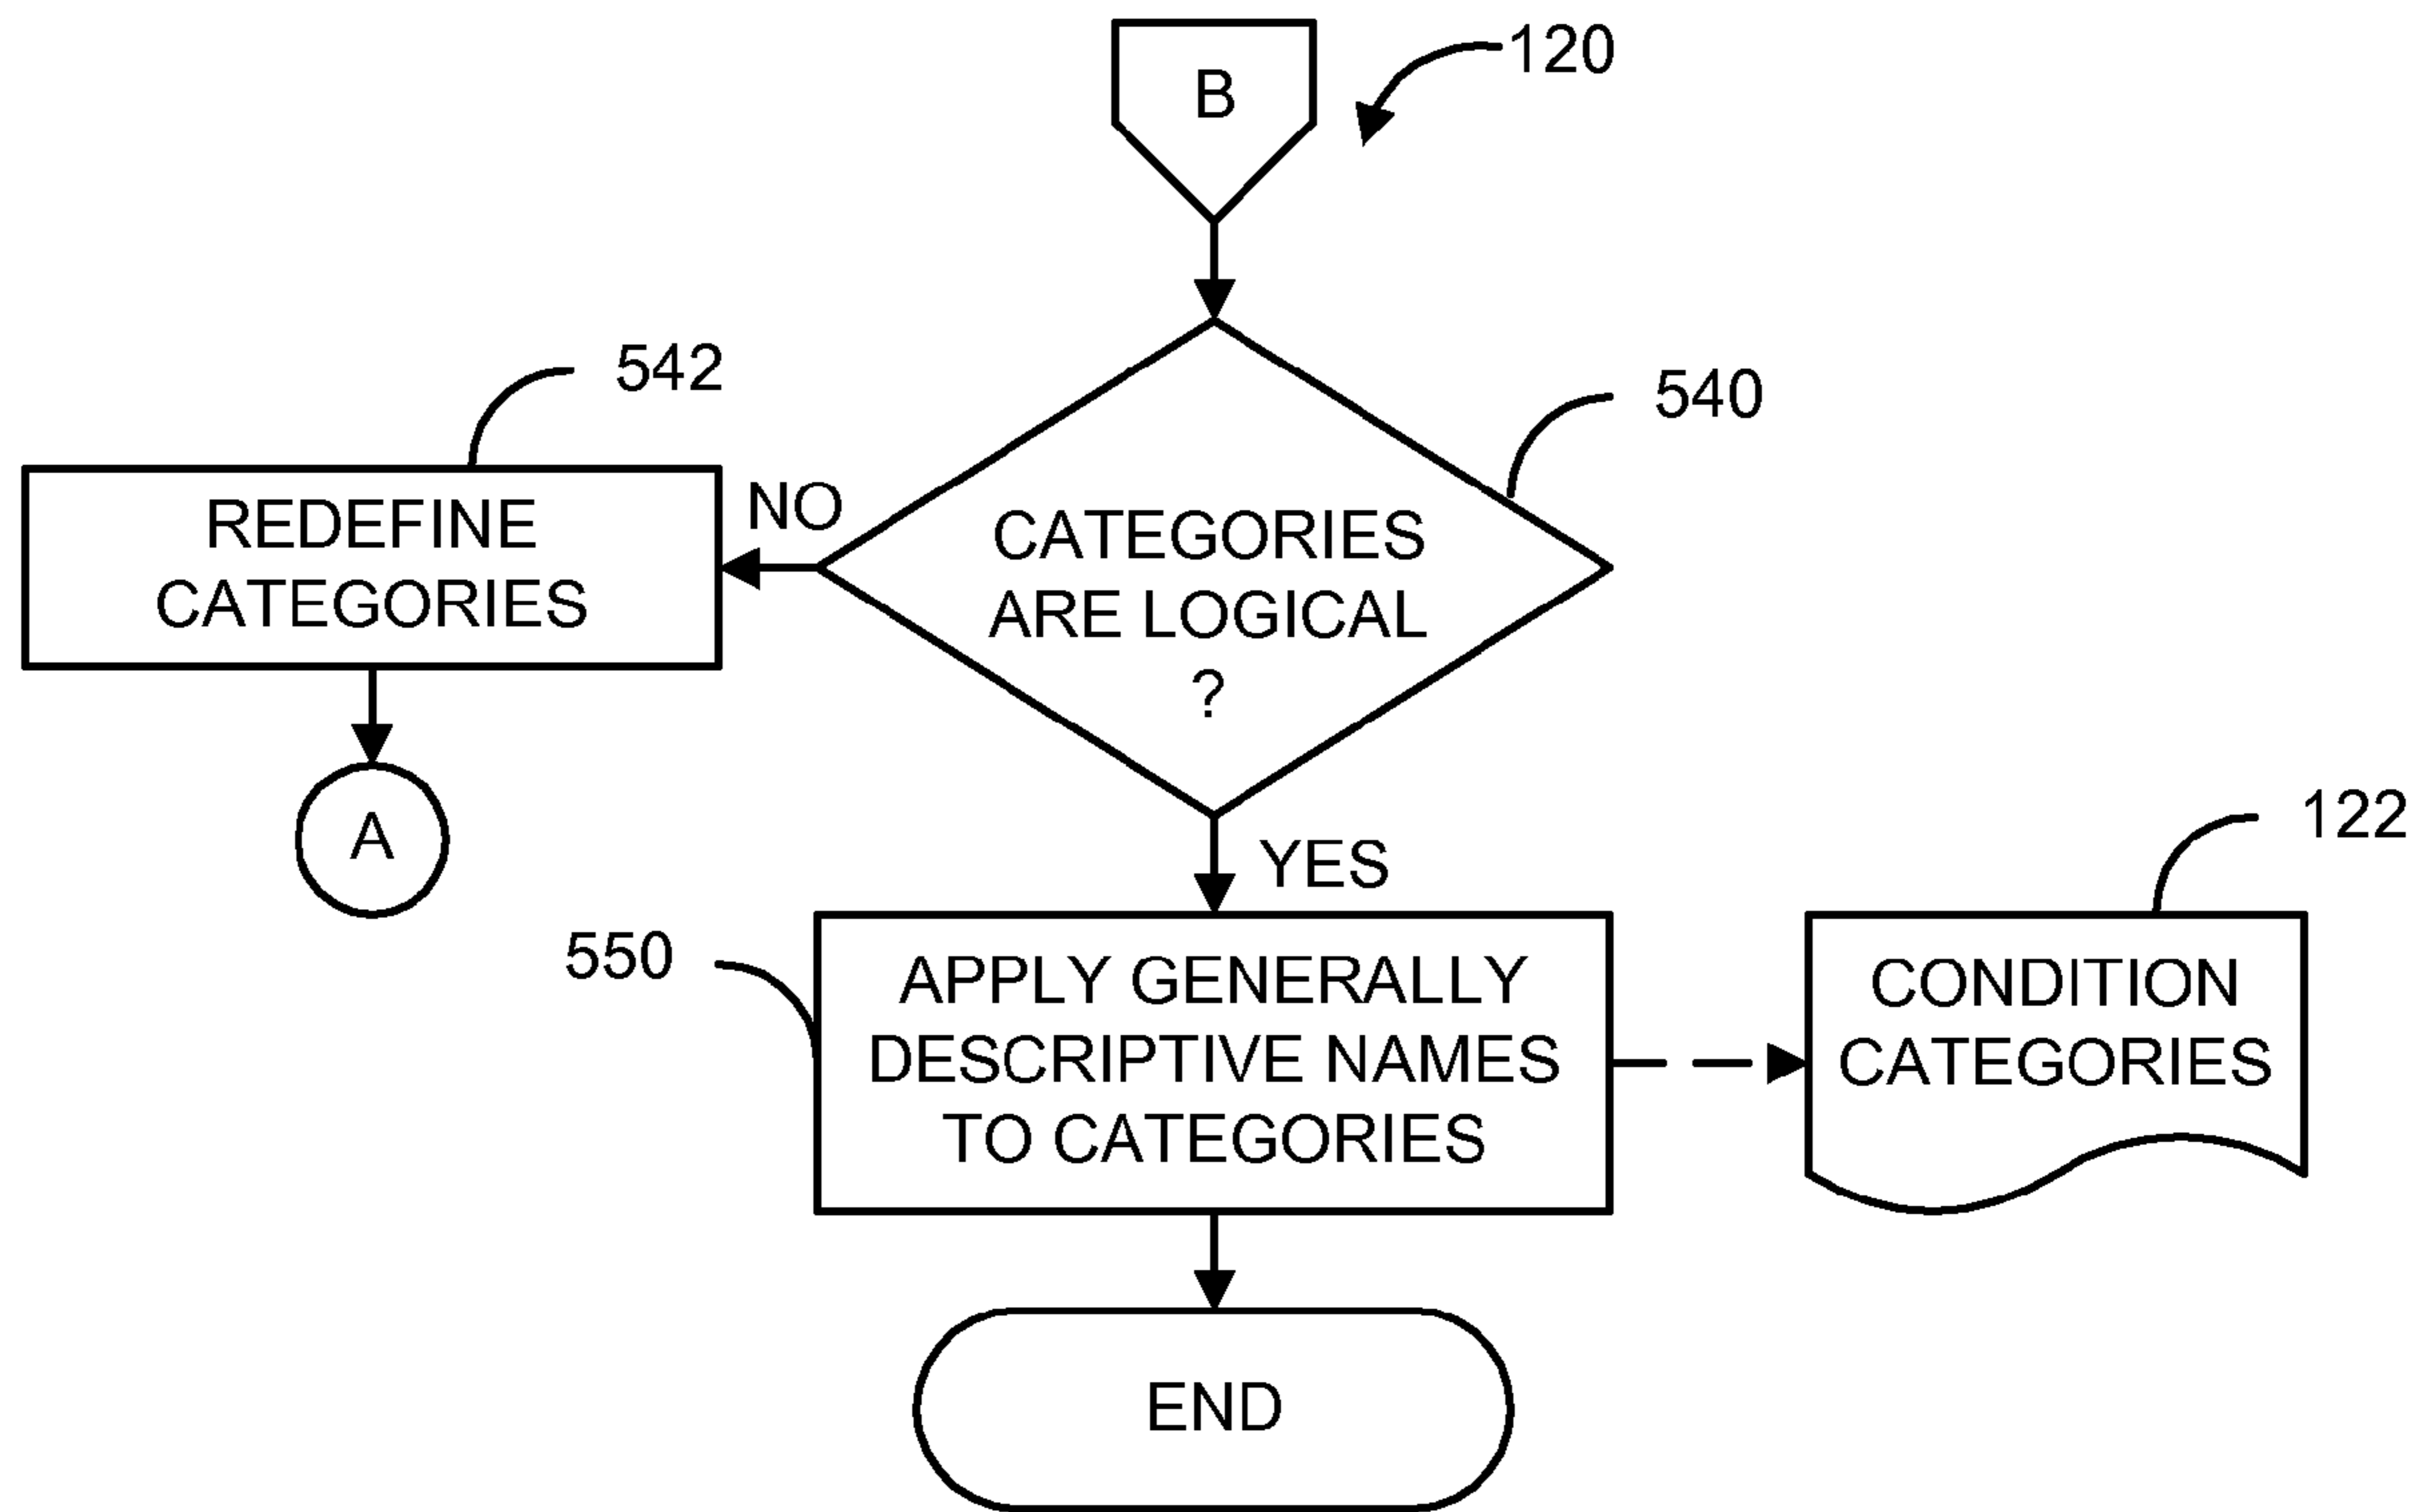 B
120
542
540
REDEFINE
CATEGORIES
NO
CATEGORIES
ARE LOGICAL
?
A
YES
122
550
APPLY GENERALLY
DESCRIPTIVE NAMES
TO CATEGORIES
CONDITION
CATEGORIES
END